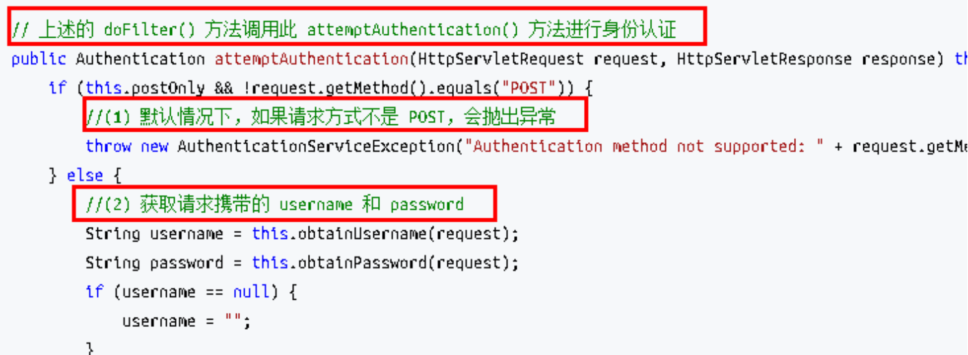 // 上述的 doFilter() 方法调用此 attemptAuthentication() 方法进行身份认证
public Authentication attemptAuthentication(HttpServletRequest request, HttpServletResponse response) th
if (this.postOnly && !request.getMethod().equals("POST")) {
//(1) 默认情况下，如果请求方式不是 POST，会抛出异常
throw new AuthenticationServiceException("Authentication method not supported: " + request.getMe
} else {
//(2) 获取请求携带的 username 和 password
String username = this.obtainUsername(request);
String password = this.obtainPassword(request);
if (username == null) {
username = "";
}